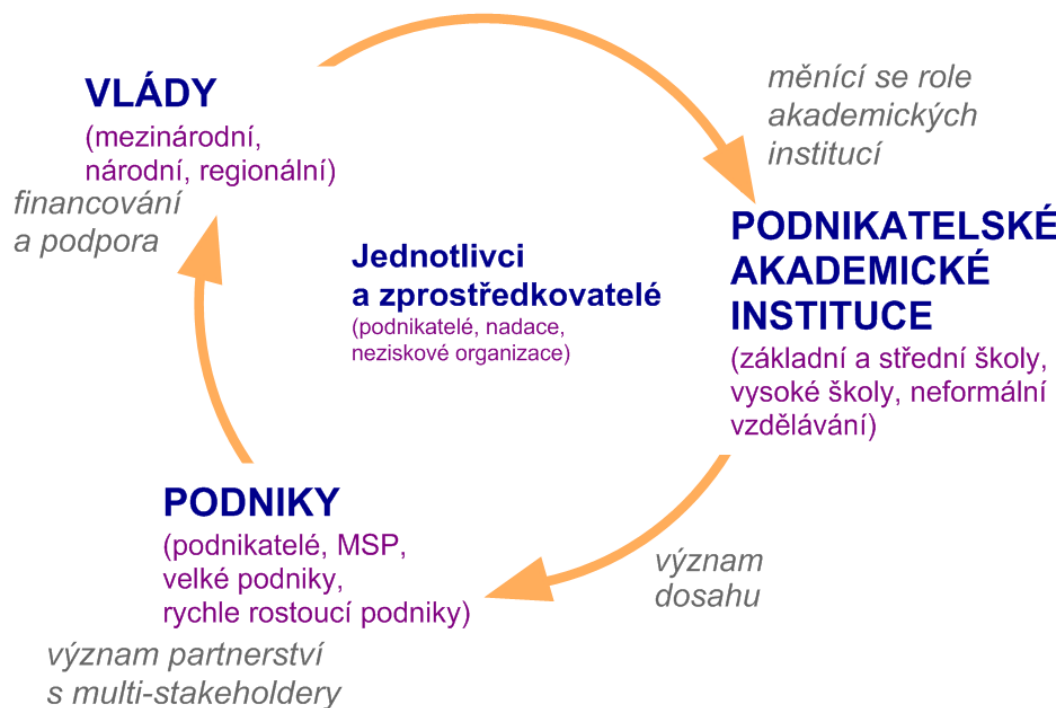 VLÁDY
(mezinárodní,
národní, regionální)
financování
a podpora
měnící se role
akademických
institucí
PODNIKATELSKÉ
AKADEMICKÉ
INSTITUCE
(základní a střední školy,
vysoké školy, neformální
vzdělávání)
Jednotlivci
a zprostředkovatelé
(podnikatelé, nadace,
neziskové organizace)
PODNIKY
(podnikatelé, MSP,
velké podniky,
rychle rostoucí podniky)
význam
dosahu
význam partnerství
s multi-stakeholdery